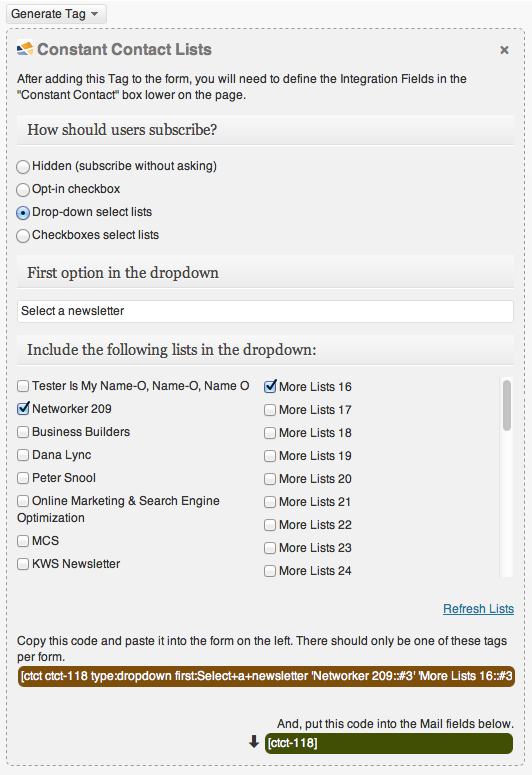 Generate Tag
Constant Contact Lists
After adding this Tag to the form, you will need to define the Integration Fields in the
"Constant Contact" box lower on the page.
How should users subscribe?
Hidden (subscribe without asking)
Opt-in checkbox
Drop-down select lists
Checkboxes select lists
First option in the dropdown
Select a newsletter
Include the following lists in the dropdown:
Tester Is My Name-O, Name-O, Name O
Networker 209
Business Builders
Dana Lync
Peter Snool
Online Marketing & Search Engine
Optimization
MCS
KWS Newsletter
More Lists 16
More Lists 17
More Lists 18
More Lists 19
More Lists 20
More Lists 21
More Lists 22
More Lists 23
More Lists 24
Refresh Lists
Copy this code and paste it into the form on the left. There should only be one of these tags
per form.
[ctct ctct-118 type:dropdown first:Select+a+newsletter 'Networker 209::#3' 'More Lists 16::#3
And, put this code into the Mail fields below.
[ctct-118]